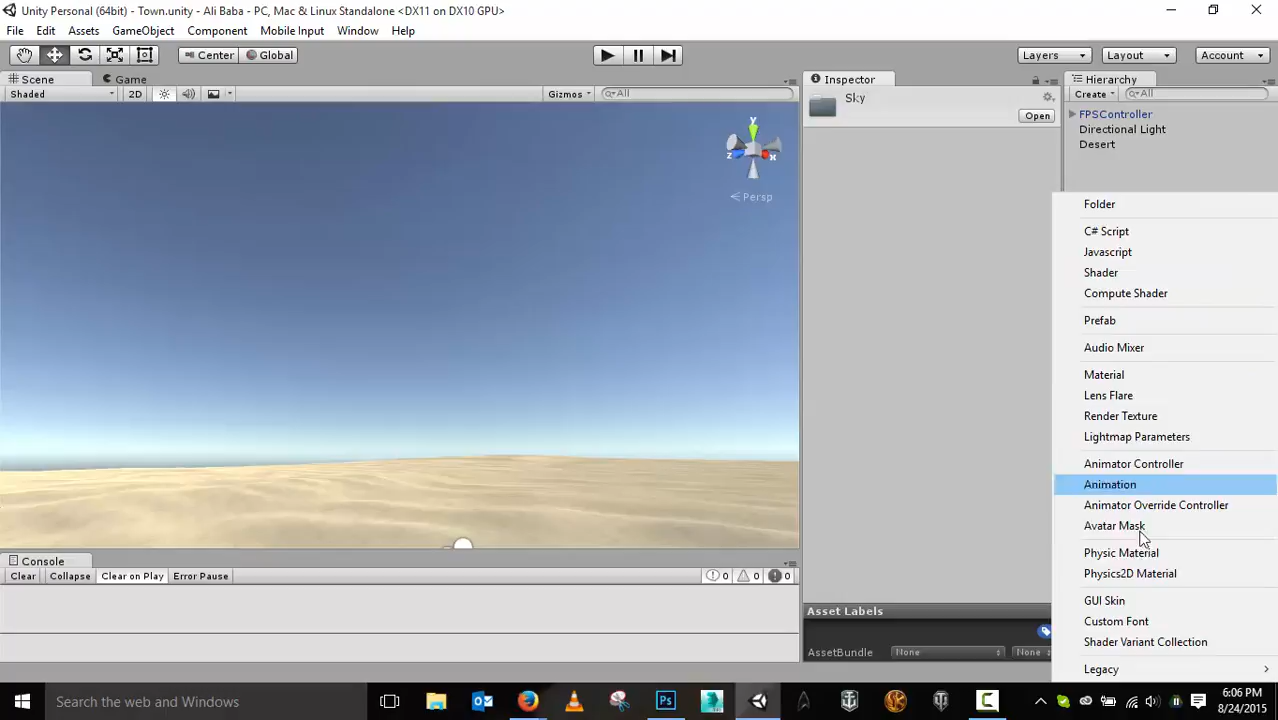 Unity Personal (64bit) - Town.unity - Ali Baba - PC, Mac & Linux Standalone <DX11 on DX10 GPU>
File Edit Assets GameObject Component Mobile Input Window Help
Center Global Layers Layout Account
Scene Game Inspector Hierarchy
Shaded 2D Gizmos All Create All
Sky
Open
FPSController
Directional Light
Desert
y
z x
Persp
Folder
C# Script
Javascript
Shader
Compute Shader
Prefab
Audio Mixer
Material
Lens Flare
Render Texture
Lightmap Parameters
Animator Controller
Animation
Animator Override Controller
Avatar Mask
Physic Material
Physics2D Material
GUI Skin
Custom Font
Shader Variant Collection
Legacy
Console
Clear Collapse Clear on Play Error Pause 0 0 0
Asset Labels
AssetBundle None None
Search the web and Windows
6:06 PM
8/24/2015